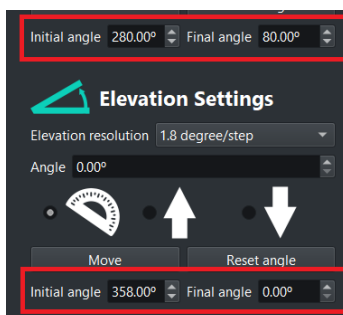 Initial angle 280.00º Final angle 80.00º
Elevation Settings
Elevation resolution 1.8 degree/step
Angle 0.00º
Move Reset angle
Initial angle 358.00º Final angle 0.00º